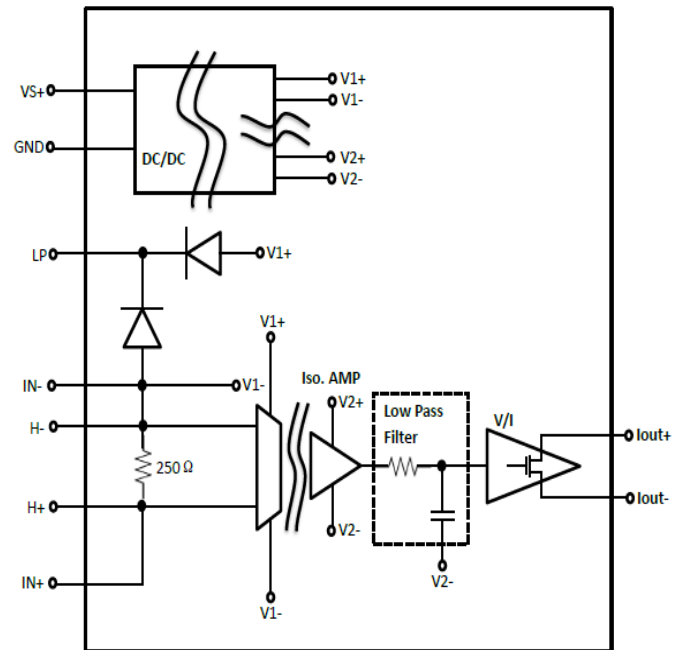 VS+
V1+
V1-
GND
DC/DC
V2+
V2-
LP
V1+
V1+
IN-
V1-
Iso. AMP
V2+
Low Pass
Filter
V/I
H-
Iout+
250 Ω
H+
Iout-
V2-
IN+
V2-
V1-